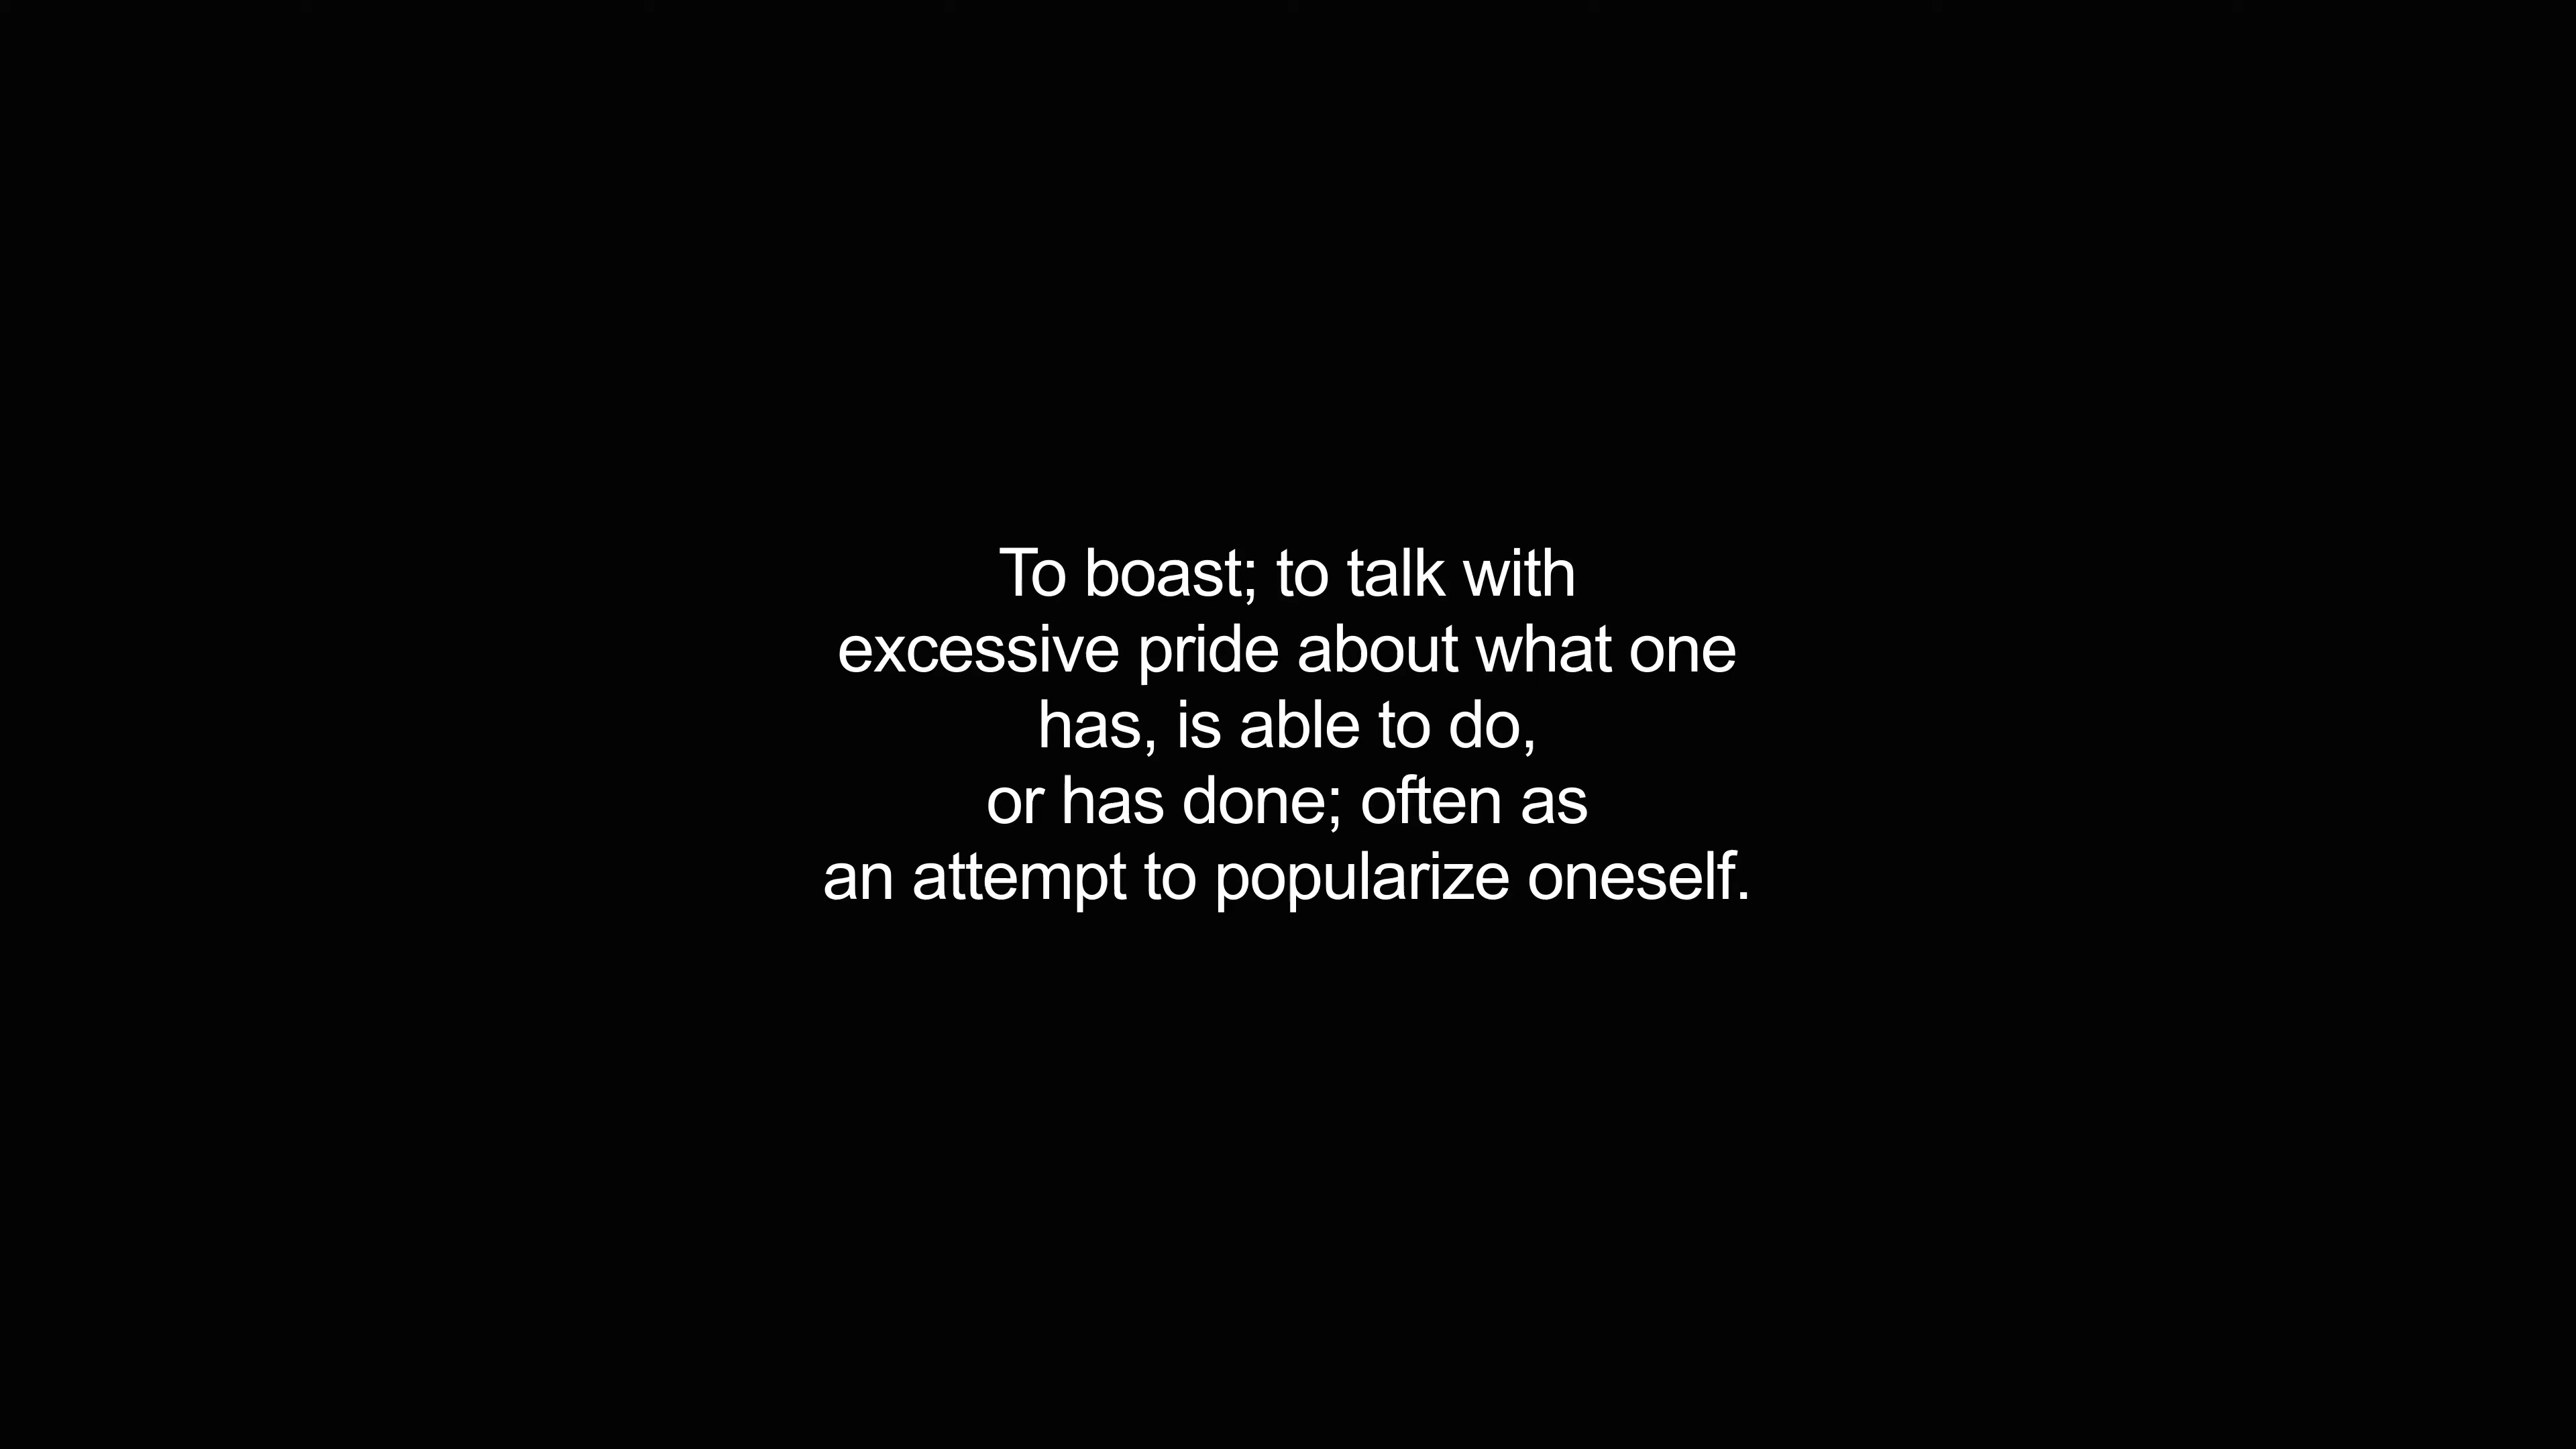 To boast; to talk with
excessive pride about what one
has, is able to do,
or has done; often as
an attempt to popularize oneself.